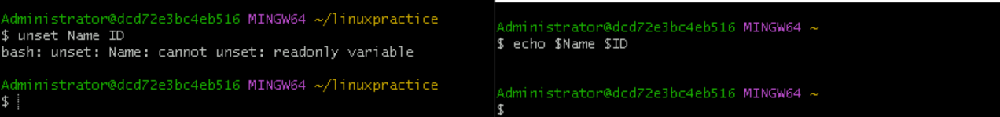 Administrator@dcd72e3bc4eb516 MINGW64 ~/linuxpractice
$ unset Name ID
bash: unset: Name: cannot unset: readonly variable
Administrator@dcd72e3bc4eb516 MINGW64 ~/linuxpractice
$
Administrator@dcd72e3bc4eb516 MINGW64 ~
$ echo $Name $ID
Administrator@dcd72e3bc4eb516 MINGW64 ~
$